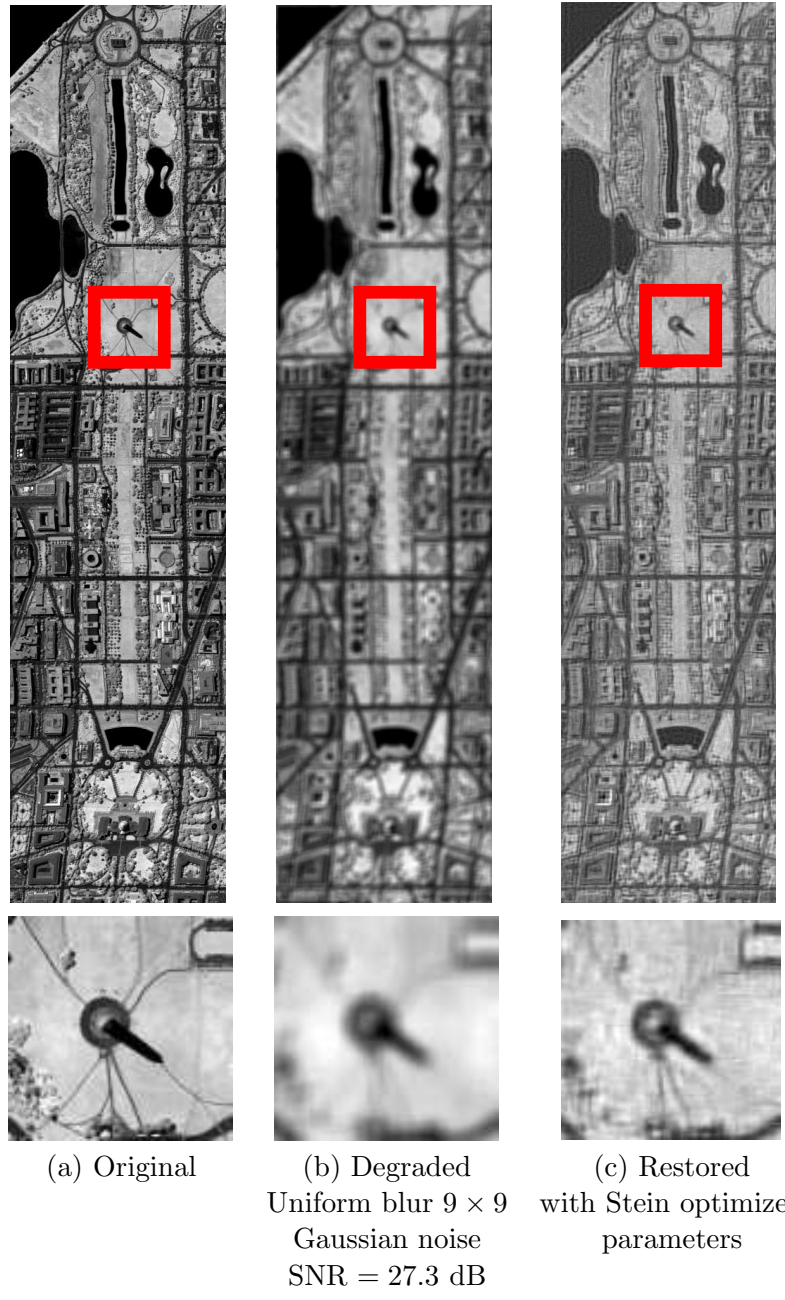 (a) Original
(b) Degraded
Uniform blur 9 × 9
Gaussian noise
SNR = 27.3 dB
(c) Restored
with Stein optimize
parameters